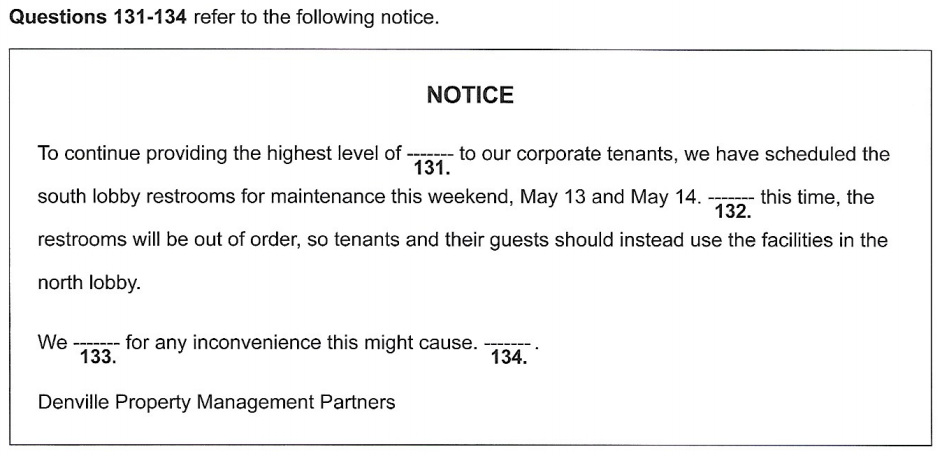 Questions 131-134 refer to the following notice.
NOTICE
To continue providing the highest level of ------- to our corporate tenants, we have scheduled the
131.
south lobby restrooms for maintenance this weekend, May 13 and May 14. ------- this time, the
132.
restrooms will be out of order, so tenants and their guests should instead use the facilities in the
north lobby.
We ------- for any inconvenience this might cause. -------.
133. 134.
Denville Property Management Partners